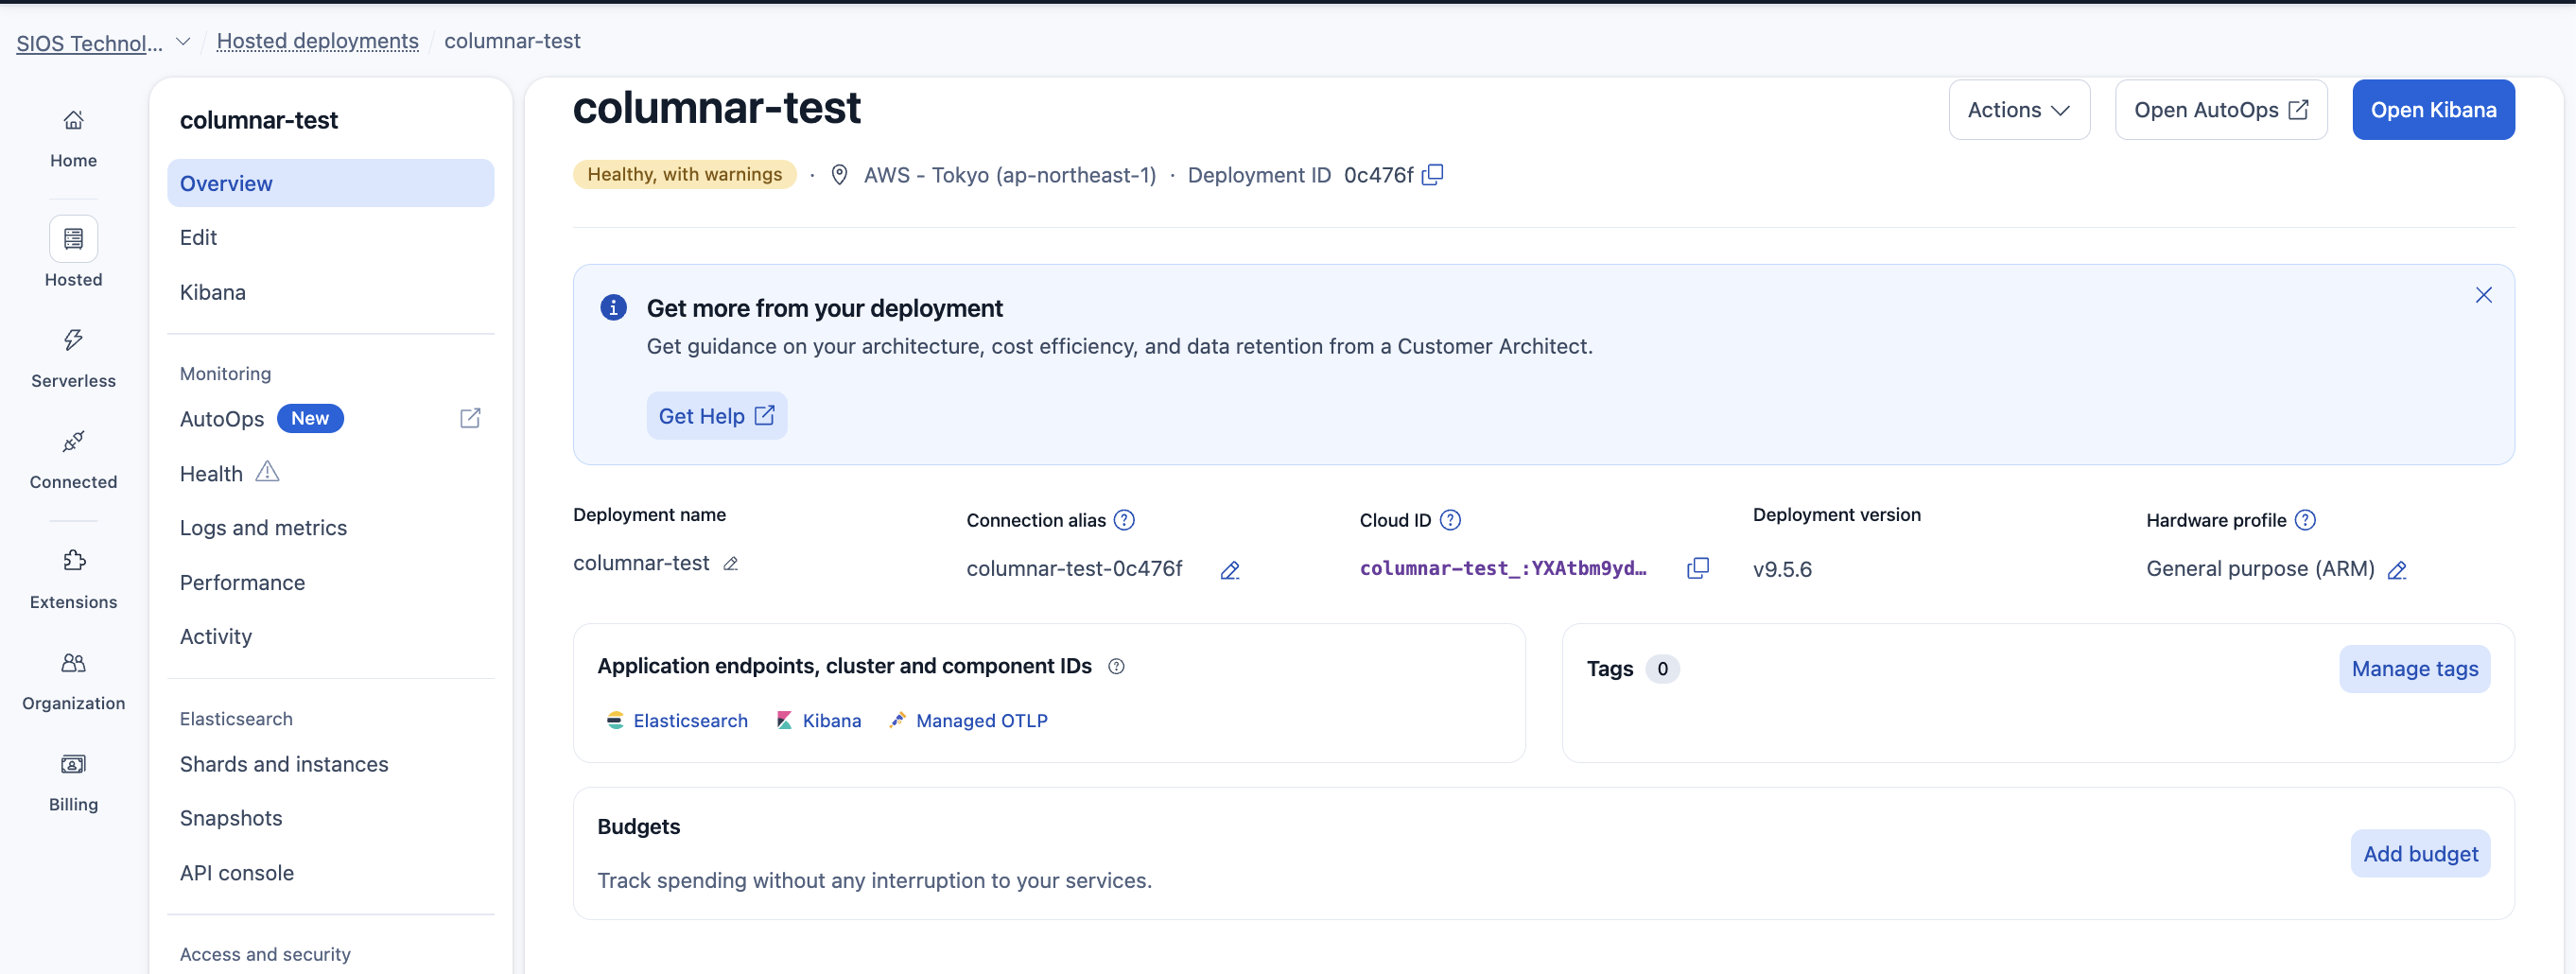 SIOS Technol... / Hosted deployments / columnar-test
Home
Hosted
Serverless
Connected
Extensions
Organization
Billing
columnar-test
Overview
Edit
Kibana
Monitoring
AutoOps New
Health
Logs and metrics
Performance
Activity
Elasticsearch
Shards and instances
Snapshots
API console
Access and security
columnar-test
Actions
Open AutoOps
Open Kibana
Healthy, with warnings · AWS - Tokyo (ap-northeast-1) · Deployment ID 0c476f
Get more from your deployment
Get guidance on your architecture, cost efficiency, and data retention from a Customer Architect.
Get Help
Deployment name
columnar-test
Connection alias
columnar-test-0c476f
Cloud ID
columnar-test_:YXAtbm9yd...
Deployment version
v9.5.6
Hardware profile
General purpose (ARM)
Application endpoints, cluster and component IDs
Elasticsearch Kibana Managed OTLP
Tags 0
Manage tags
Budgets
Track spending without any interruption to your services.
Add budget